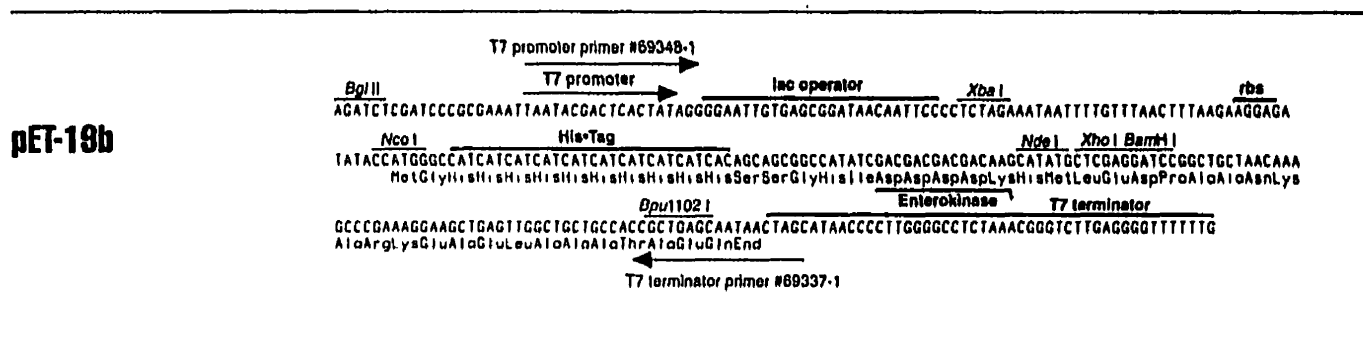 T7 promoter primer #69348-1
Bgl II T7 promoter lac operator Xba I rbs
AGATCTCGATCCCGCGAAATTAATACGACTCACTATAGGGGAATTGTGAGCGGATAACAATTCCCCTCTAGAAATAATTTTGTTTAACTTTAAGAAGGAGA
pET-19b
Nco I His•Tag Nde I Xho I BamH I
TATACCATGGGCCATCATCATCATCATCATCATCATCATCACAGCAGCGGCCATATCGACGACGACGACAAGCATATGCTCGAGGATCCGGCTGCTAACAAA
MetGlyHisHisHisHisHisHisHisHisHisHisSerSerGlyHisIleAspAspAspAspLysHisMetLeuGluAspProAlaAlaAsnLys
Bpu1102 I Enterokinase T7 terminator
GCCCGAAAGGAAGCTGAGTTGGCTGCTGCCACCGCTGAGCAATAACTAGCATAACCCCTTGGGGCCTCTAAACGGGTCTTGAGGGGTTTTTTG
AlaArgLysGluAlaGluLeuAlaAlaAlaThrAlaGluGlnEnd
T7 terminator primer #69337-1